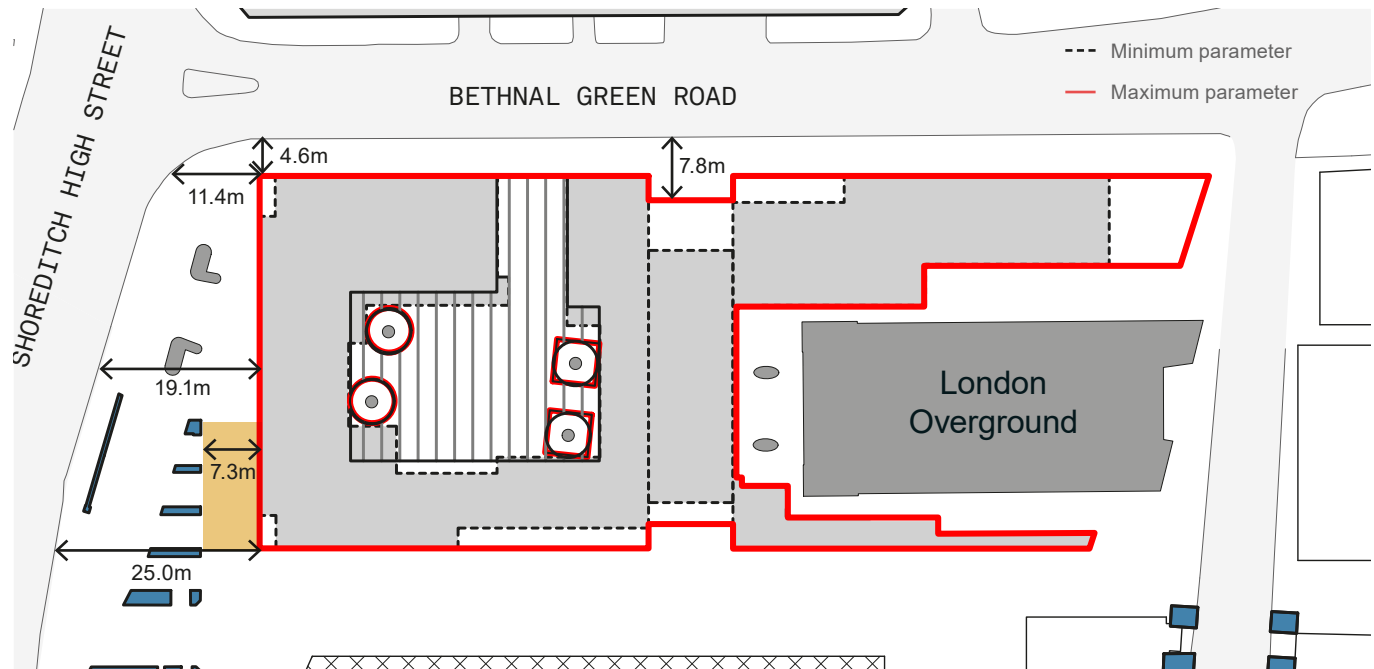 Minimum parameter
BETHNAL GREEN ROAD
Maximum parameter
SHOREDITCH HIGH STREET
4.6m
7.8m
11.4m
19.1m
London
Overground
7.3m
25.0m